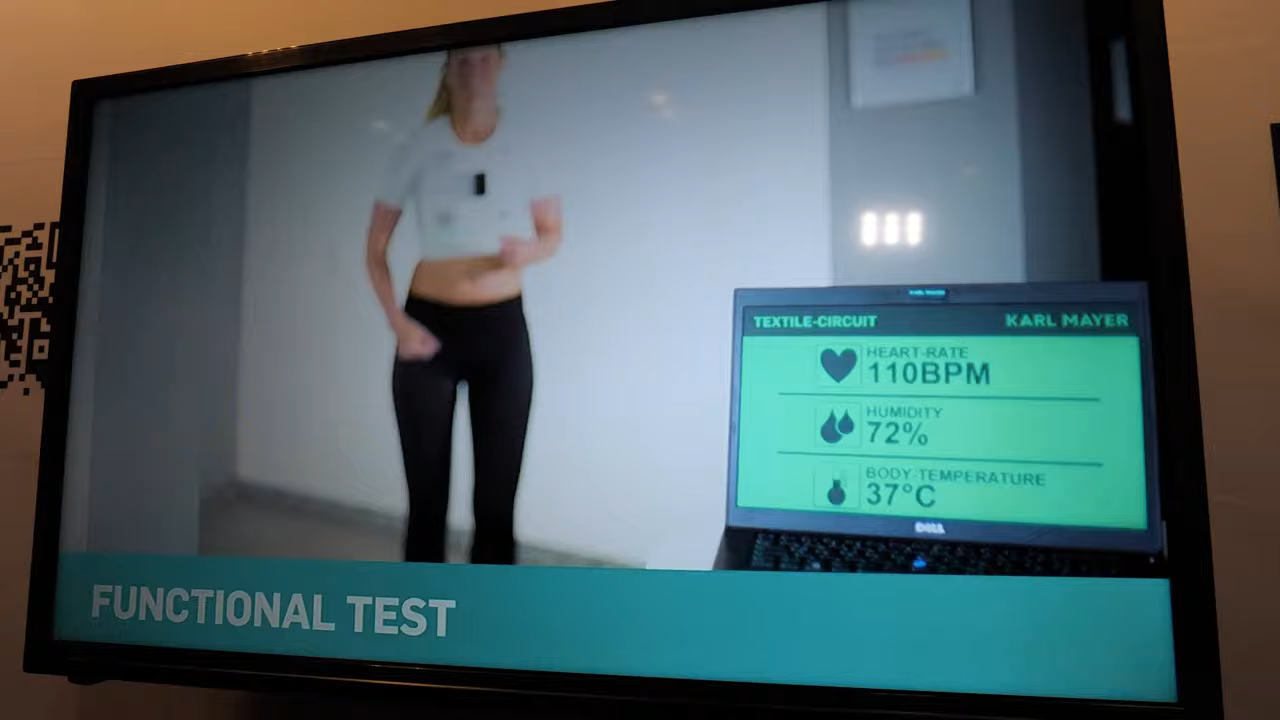 TEXTILE-CIRCUIT
KARL MAYER
HEART-RATE
110BPM
HUMIDITY
72%
BODY-TEMPERATURE
37°C
DELL
FUNCTIONAL TEST